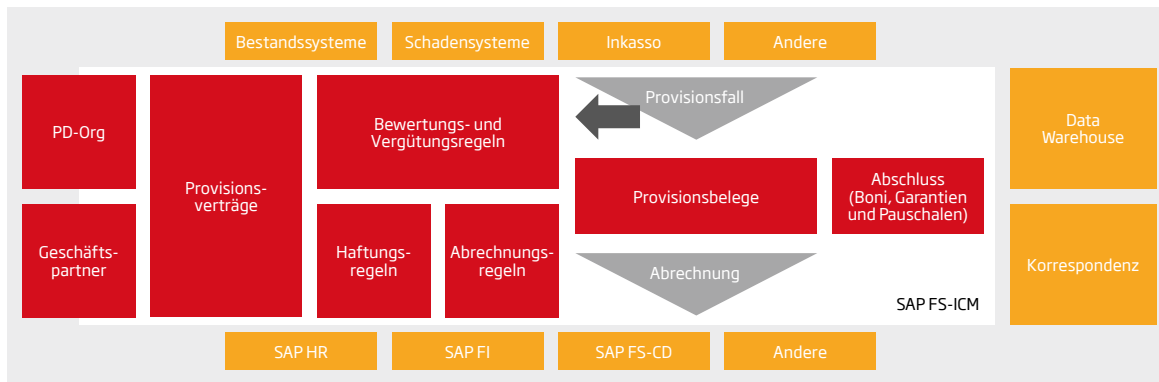 Bestandssysteme
Schadensysteme
Inkasso
Andere
PD-Org
Geschäfts-
partner
Provisions-
verträge
Bewertungs- und
Vergütungsregeln
Haftungs-
regeln
Abrechnungs-
regeln
Provisionsfall
Provisionsbelege
Abrechnung
Abschluss
(Boni, Garantien
und Pauschalen)
SAP FS-ICM
Data
Warehouse
Korrespondenz
SAP HR
SAP FI
SAP FS-CD
Andere